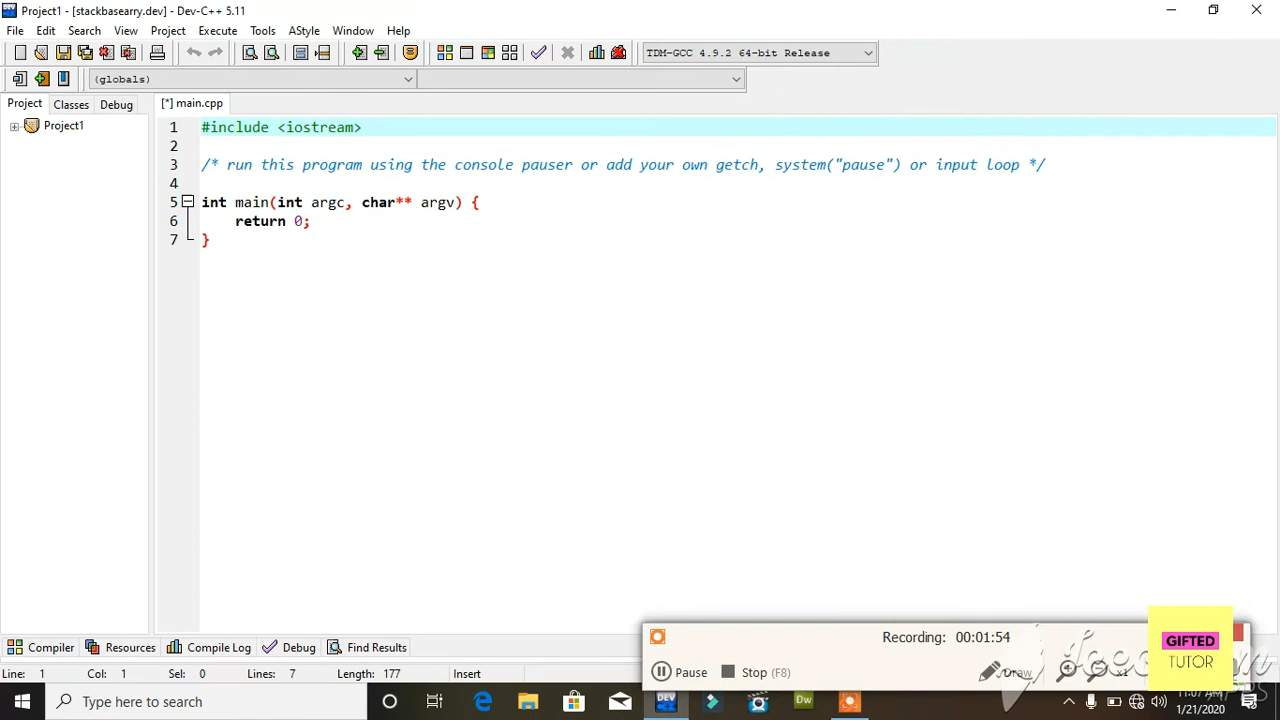 Project1 - [stackbasearry.dev] - Dev-C++ 5.11
File Edit Search View Project Execute Tools AStyle Window Help
TDM-GCC 4.9.2 64-bit Release
(globals)
Project Classes Debug [*] main.cpp
Project1
1 #include <iostream>
2
3 /* run this program using the console pauser or add your own getch, system("pause") or input loop */
4
5 int main(int argc, char** argv) {
6 return 0;
7 }
Compiler Resources Compile Log Debug Find Results
Recording: 00:01:54
GIFTED
TUTOR
Pause Stop (F8) Draw x1
Line: 1 Col: 1 Sel: 0 Lines: 7 Length: 177 Insert
DEV Dw
Type here to search
11:07 AM
1/21/2020